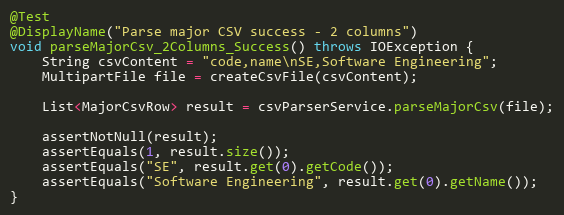 @Test
@DisplayName("Parse major CSV success - 2 columns")
void parseMajorCsv_2Columns_Success() throws IOException {
    String csvContent = "code,name\nSE,Software Engineering";
    MultipartFile file = createCsvFile(csvContent);

    List<MajorCsvRow> result = csvParserService.parseMajorCsv(file);

    assertNotNull(result);
    assertEquals(1, result.size());
    assertEquals("SE", result.get(0).getCode());
    assertEquals("Software Engineering", result.get(0).getName());
}